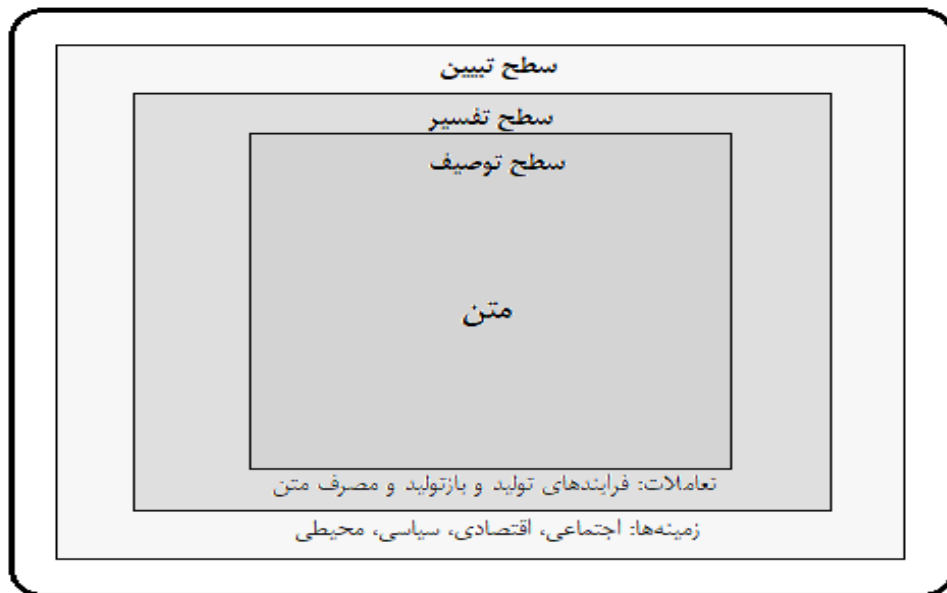 سطح تبیین
سطح تفسیر
سطح توصیف
متن
تعاملات: فرایندهای تولید و بازتولید و مصرف متن
زمینه‌ها: اجتماعی، اقتصادی، سیاسی، محیطی